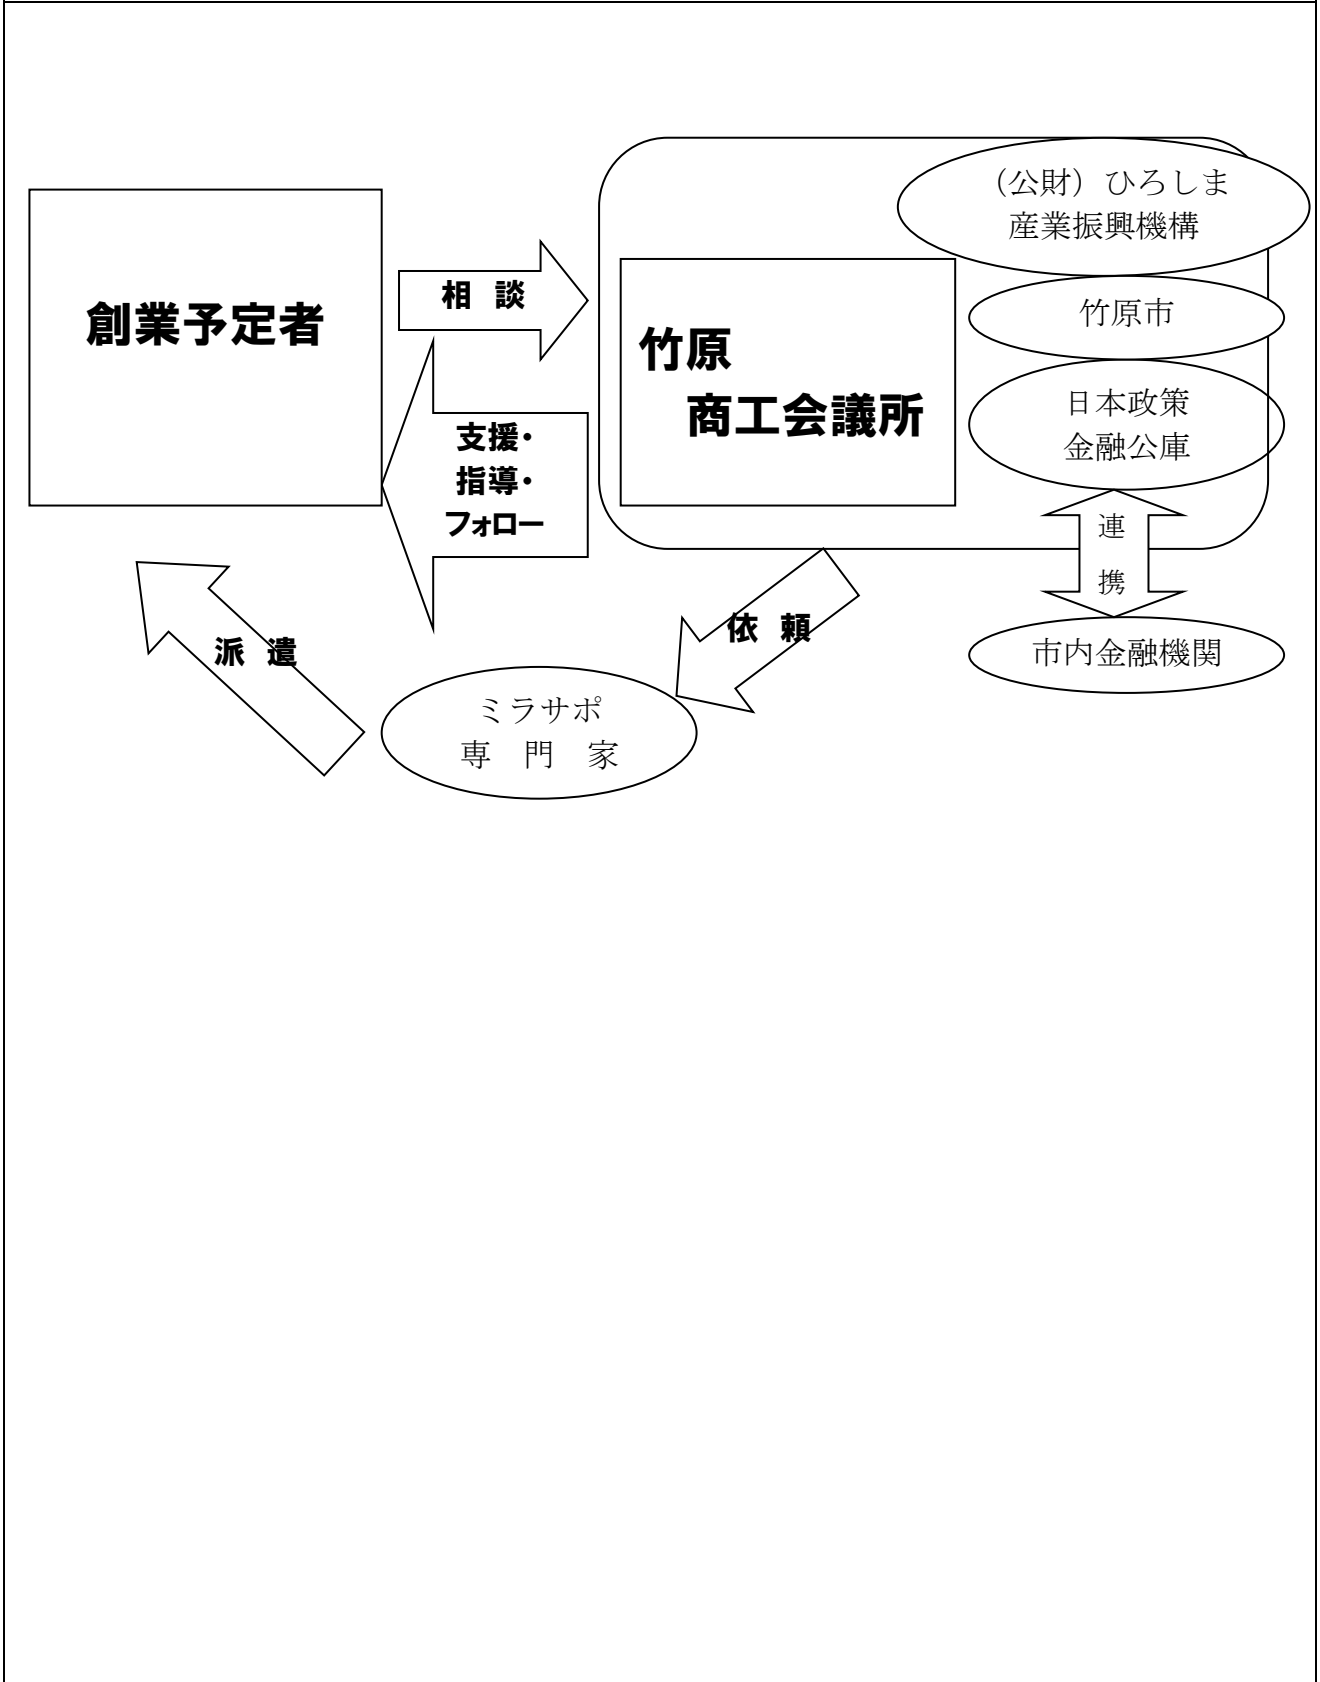 （公財）ひろしま
産業振興機構
創業予定者
相 談
竹原
商工会議所
竹原市
日本政策
金融公庫
支援・
指導・
フォロー
連
携
依 頼
市内金融機関
派 遣
ミラサポ
専 門 家